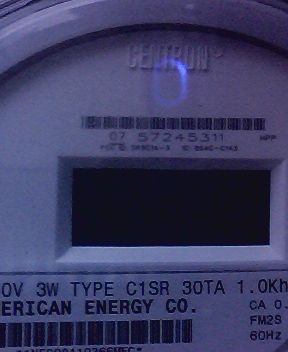 CENTRON
07 57245311
0V 3W TYPE C1SR 30TA 1.0Kh
ERICAN ENERGY CO.
CA 0.
FM2S
60Hz